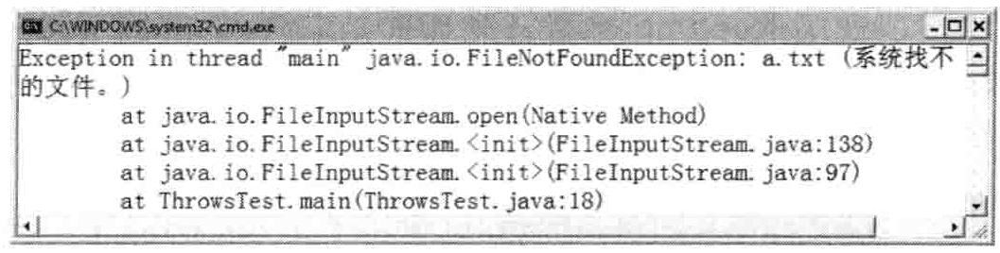 C:\WINDOWS\system32\cmd.exe
Exception in thread "main" java.io.FileNotFoundException: a.txt (系统找不
的文件。)
at java.io.FileInputStream.open(Native Method)
at java.io.FileInputStream.<init>(FileInputStream.java:138)
at java.io.FileInputStream.<init>(FileInputStream.java:97)
at ThrowsTest.main(ThrowsTest.java:18)